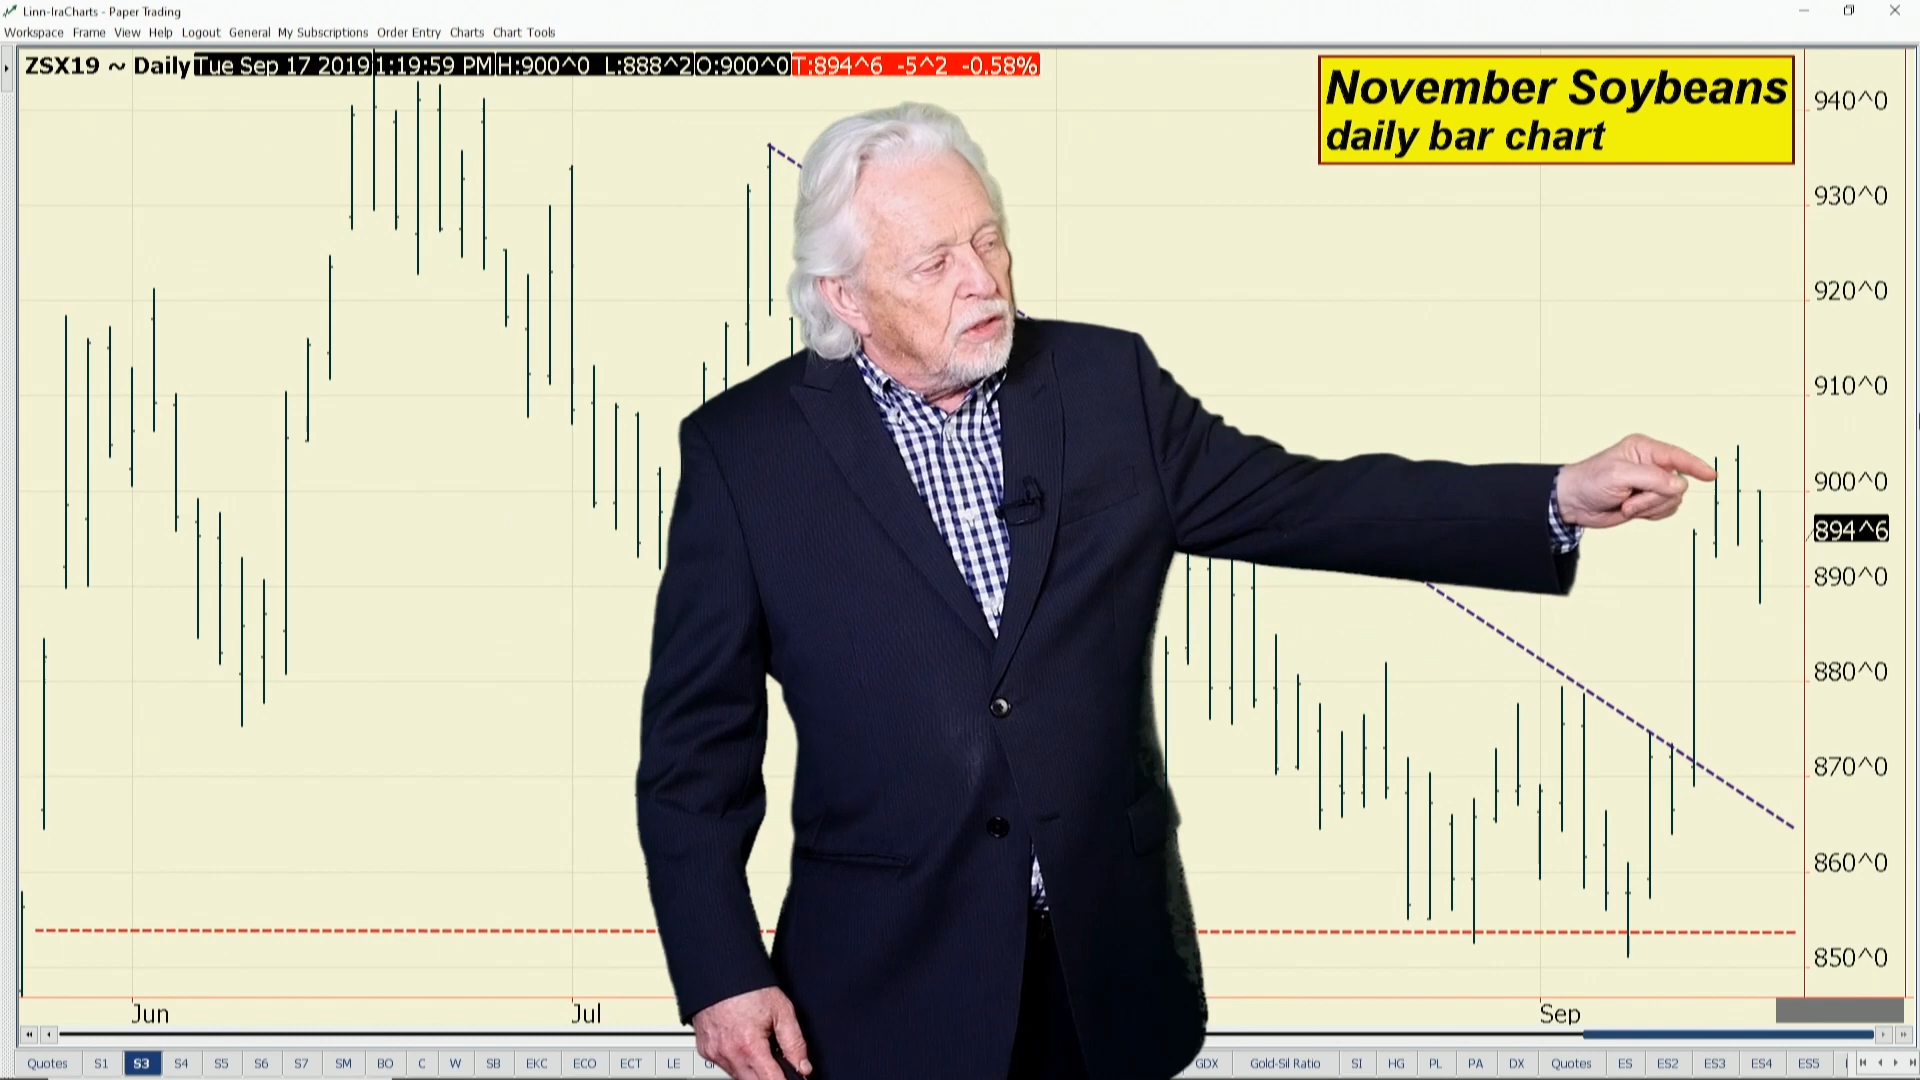 Linn-IraCharts - Paper Trading
Workspace Frame View Help Logout General My Subscriptions Order Entry Charts Chart Tools
ZSX19 ~ Daily Tue Sep 17 2019 1:19:59 PM H:900^0 L:888^2 O:900^0 T:894^6 -5^2 -0.58%
November Soybeans
daily bar chart
940^0
930^0
920^0
910^0
900^0
894^6
890^0
880^0
870^0
860^0
850^0
Jun Jul Sep
Quotes S1 S3 S4 S5 S6 S7 SM BO C W SB EKC ECO ECT LE GDX Gold-Sil Ratio SI HG PL PA DX Quotes ES ES2 ES3 ES4 ES5